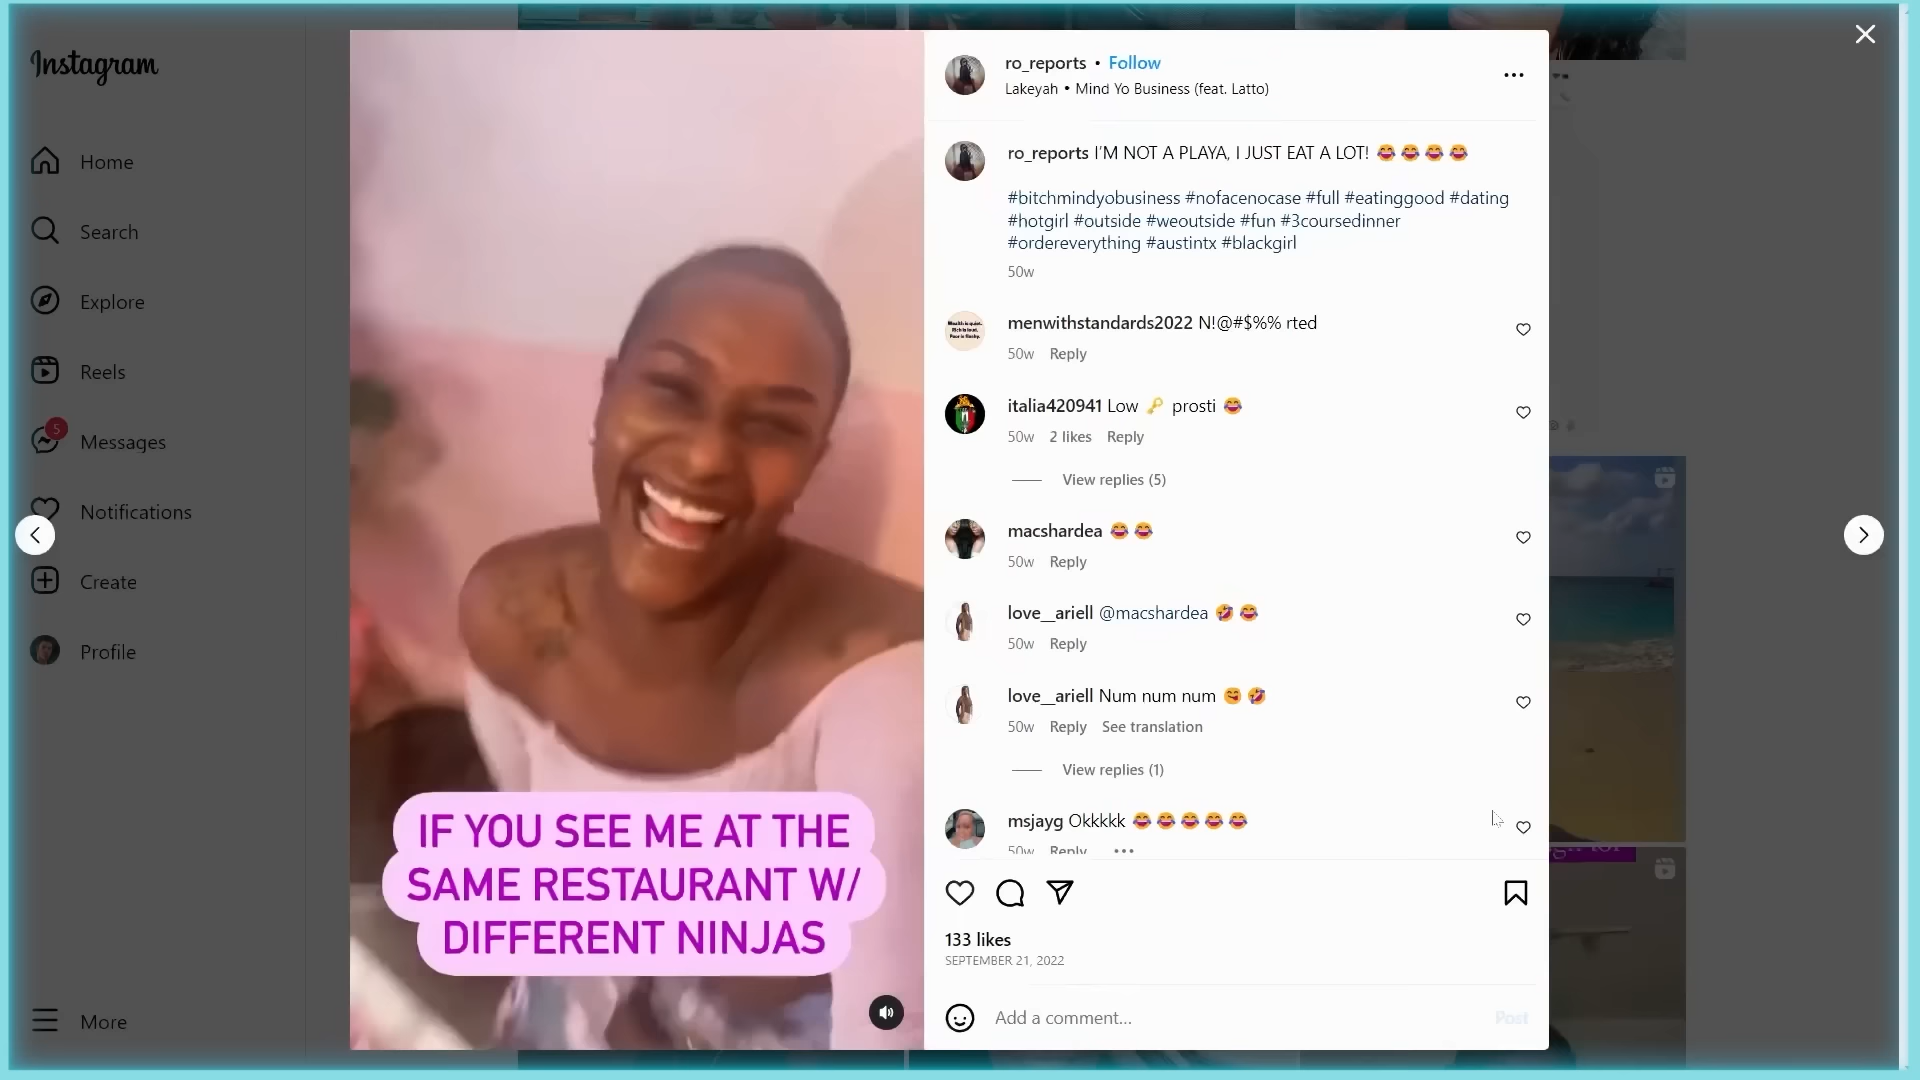 Instagram
Home
Search
Explore
Reels
5
Messages
Notifications
Create
Profile
More
IF YOU SEE ME AT THE
SAME RESTAURANT W/
DIFFERENT NINJAS
ro_reports • Follow
Lakeyah • Mind Yo Business (feat. Latto)
ro_reports I'M NOT A PLAYA, I JUST EAT A LOT! 😂😂😂😂
#bitchmindyobusiness #nofacenocase #full #eatinggood #dating
#hotgirl #outside #weoutside #fun #3coursedinner
#ordereverything #austintx #blackgirl
50w
menwithstandards2022 N!@#$%% rted
50w Reply
italia420941 Low 🔑 prosti 😂
50w 2 likes Reply
View replies (5)
macshardea 😂😂
50w Reply
love__ariell @macshardea 🤣😂
50w Reply
love__ariell Num num num 😋🤣
50w Reply See translation
View replies (1)
msjayg Okkkkk 😂😂😂😂😂
50w Reply
133 likes
SEPTEMBER 21, 2022
Add a comment...
Post